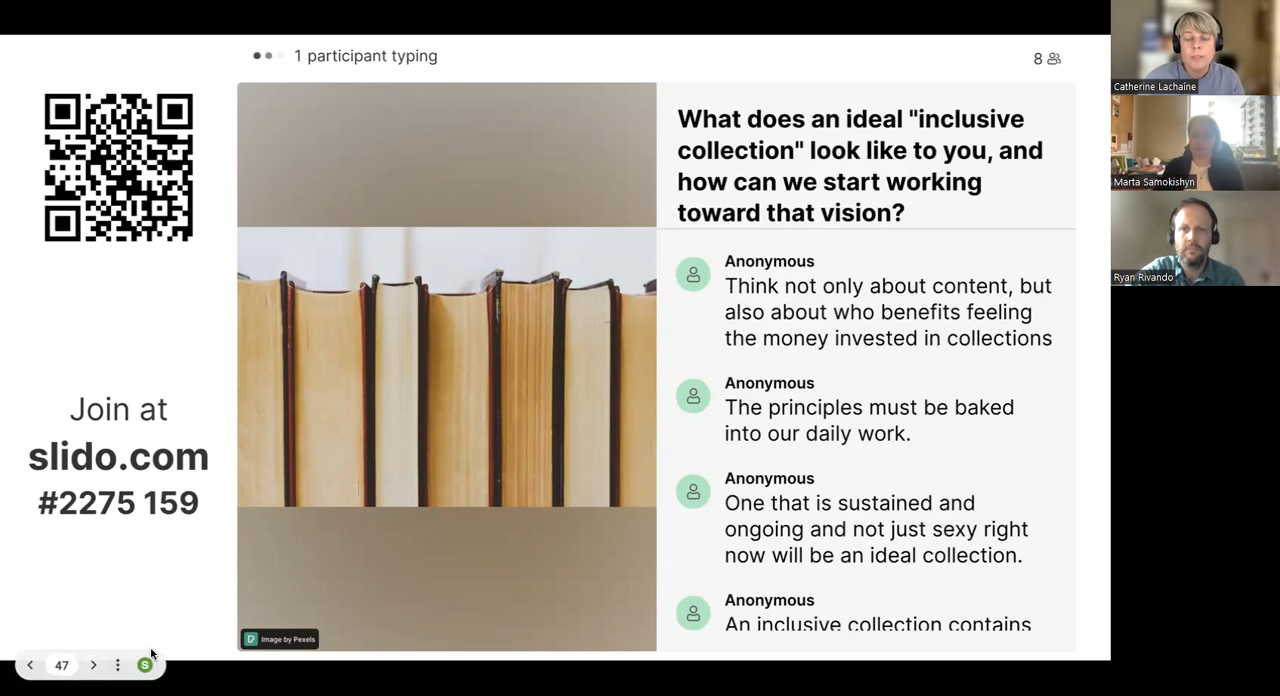 1 participant typing
8
What does an ideal "inclusive
collection" look like to you, and
how can we start working
toward that vision?
Anonymous
Think not only about content, but
also about who benefits feeling
the money invested in collections
Anonymous
The principles must be baked
into our daily work.
Anonymous
One that is sustained and
ongoing and not just sexy right
now will be an ideal collection.
Anonymous
An inclusive collection contains
Join at
slido.com
#2275 159
Image by Pexels
47
S
Catherine Lachaîne
Marta Samokishyn
Ryan Rivando